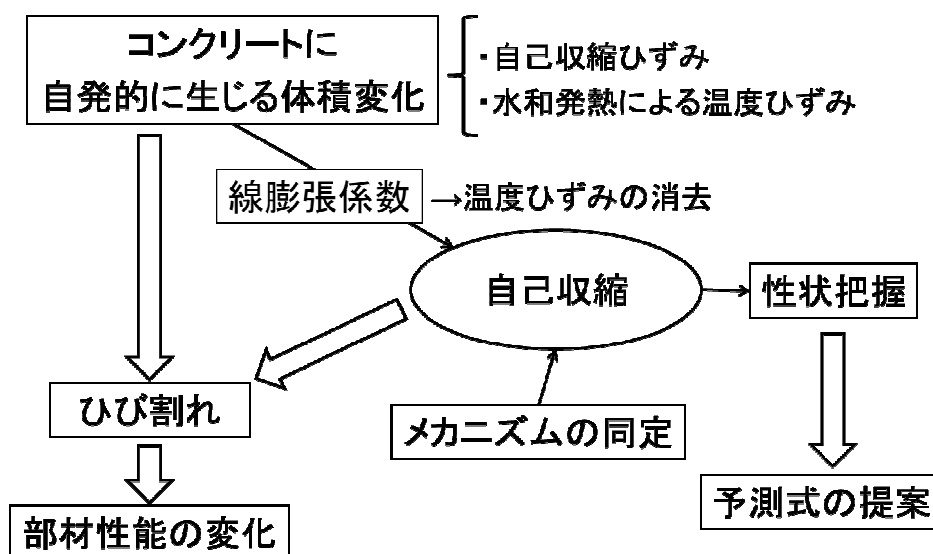 コンクリートに
自発的に生じる体積変化
・自己収縮ひずみ
・水和発熱による温度ひずみ
線膨張係数
→温度ひずみの消去
自己収縮
性状把握
ひび割れ
メカニズムの同定
予測式の提案
部材性能の変化